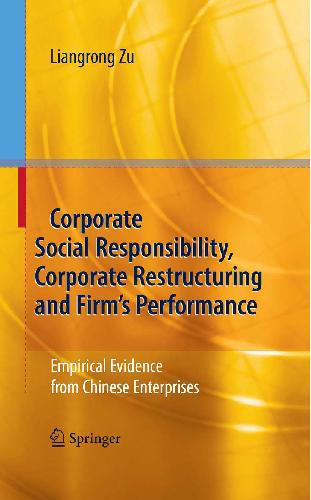 Liangrong Zu
Corporate
Social Responsibility,
Corporate Restructuring
and Firm's Performance
Empirical Evidence
from Chinese Enterprises
Springer